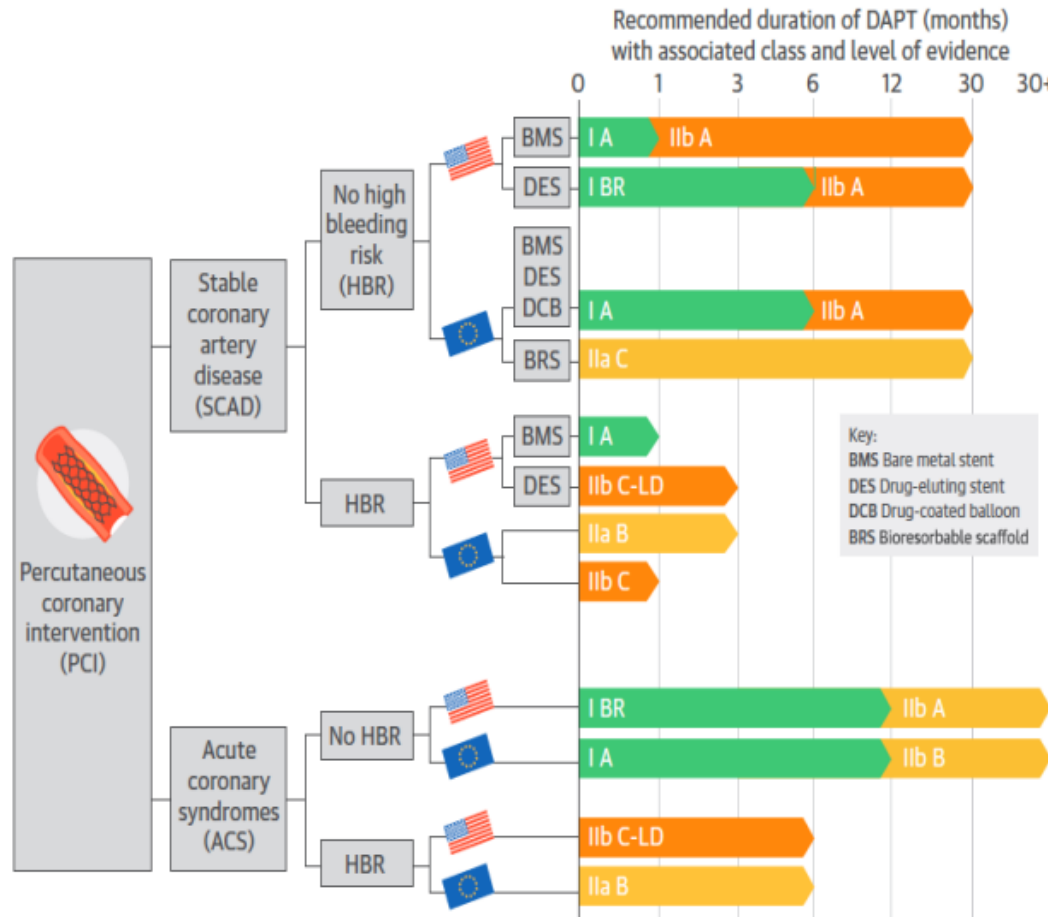 Recommended duration of DAPT (months)
with associated class and level of evidence
0 1 3 6 12 30 30+
Percutaneous
coronary
intervention
(PCI)
Stable
coronary
artery
disease
(SCAD)
No high
bleeding
risk
(HBR)
BMS
I A IIb A
DES
I BR IIb A
BMS
DES
DCB
I A IIb A
BRS
IIa C
HBR
BMS
I A
DES
IIb C-LD
IIa B
IIb C
Key:
BMS Bare metal stent
DES Drug-eluting stent
DCB Drug-coated balloon
BRS Bioresorbable scaffold
Acute
coronary
syndromes
(ACS)
No HBR
I BR IIb A
I A IIb B
HBR
IIb C-LD
IIa B